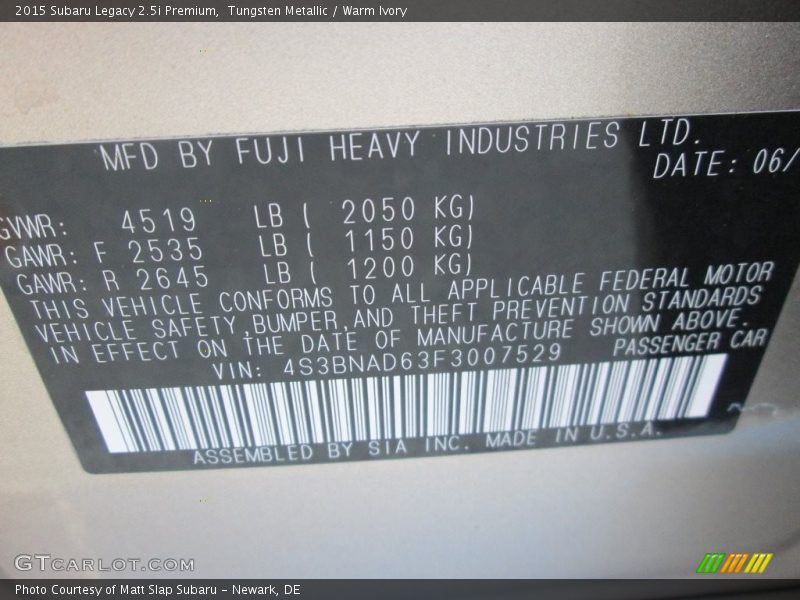 2015 Subaru Legacy 2.5i Premium, Tungsten Metallic / Warm Ivory
MFD BY FUJI HEAVY INDUSTRIES LTD.
DATE: 06/
GVWR: 4519 LB ( 2050 KG)
GAWR: F 2535 LB ( 1150 KG)
GAWR: R 2645 LB ( 1200 KG)
THIS VEHICLE CONFORMS TO ALL APPLICABLE FEDERAL MOTOR
VEHICLE SAFETY,BUMPER,AND THEFT PREVENTION STANDARDS
IN EFFECT ON THE DATE OF MANUFACTURE SHOWN ABOVE.
VIN: 4S3BNAD63F3007529 PASSENGER CAR
ASSEMBLED BY SIA INC. MADE IN U.S.A.
GTCARLOT.COM
Photo Courtesy of Matt Slap Subaru - Newark, DE